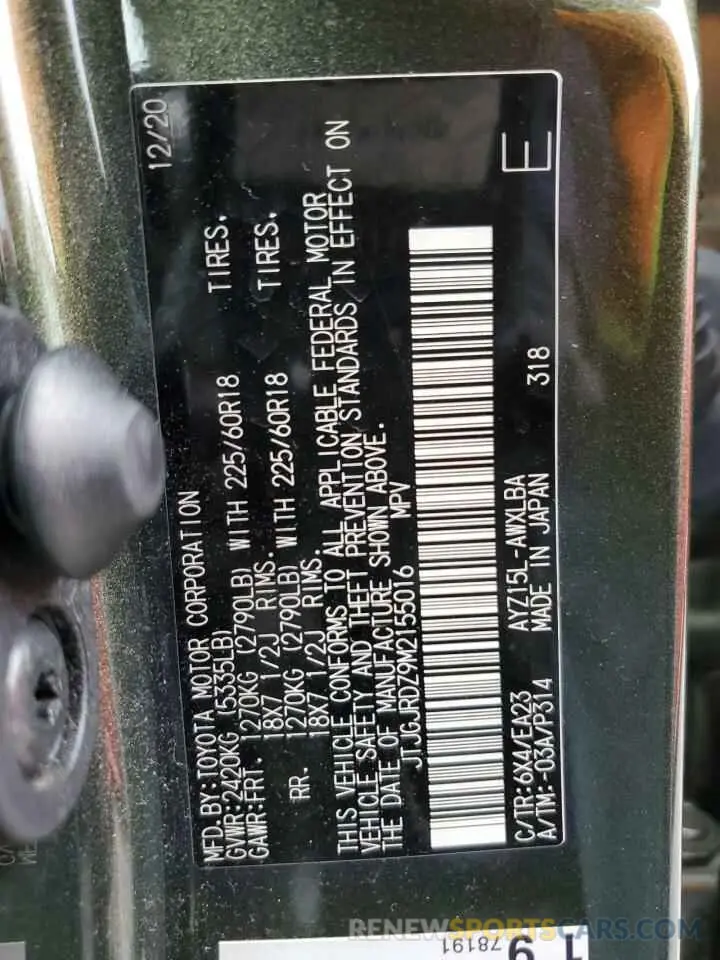 12/20
MFD.BY:TOYOTA MOTOR CORPORATION
GVWR:2420KG (5335LB)
GAWR:FRT. 1270KG (2790LB) WITH 225/60R18 TIRES.
18X7 1/2J RIMS.
RR. 1270KG (2790LB) WITH 225/60R18 TIRES.
18X7 1/2J RIMS.
THIS VEHICLE CONFORMS TO ALL APPLICABLE FEDERAL MOTOR
VEHICLE SAFETY AND THEFT PREVENTION STANDARDS IN EFFECT ON
THE DATE OF MANUFACTURE SHOWN ABOVE.
JTJGJRDZ9M2155016 MPV
C/TR:6X4/EA23 AYZ15L-AWXLBA E
A/TM:-03A/P314 MADE IN JAPAN 318
78191
RENEWSPORTSCARS.COM